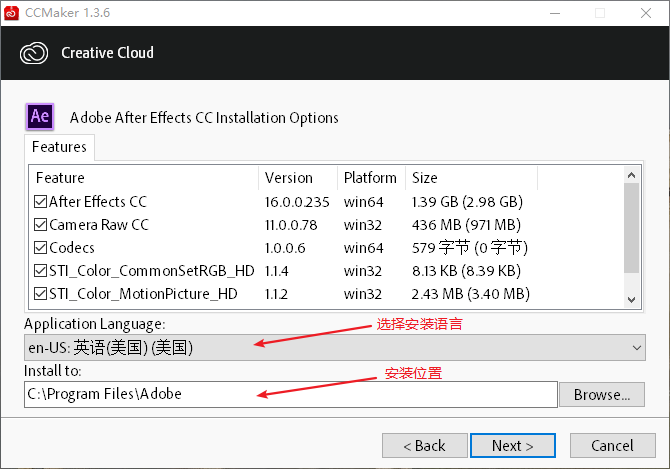 CCMaker 1.3.6
Creative Cloud
Ae Adobe After Effects CC Installation Options
Features
Feature Version Platform Size
After Effects CC 16.0.0.235 win64 1.39 GB (2.98 GB)
Camera Raw CC 11.0.0.78 win32 436 MB (971 MB)
Codecs 1.0.0.6 win64 579 字节 (0 字节)
STI_Color_CommonSetRGB_HD 1.1.4 win32 8.13 KB (8.39 KB)
STI_Color_MotionPicture_HD 1.1.2 win32 2.43 MB (3.40 MB)
Application Language: 选择安装语言
en-US: 英语(美国) (美国)
Install to: 安装位置
C:\Program Files\Adobe Browse...
< Back Next > Cancel